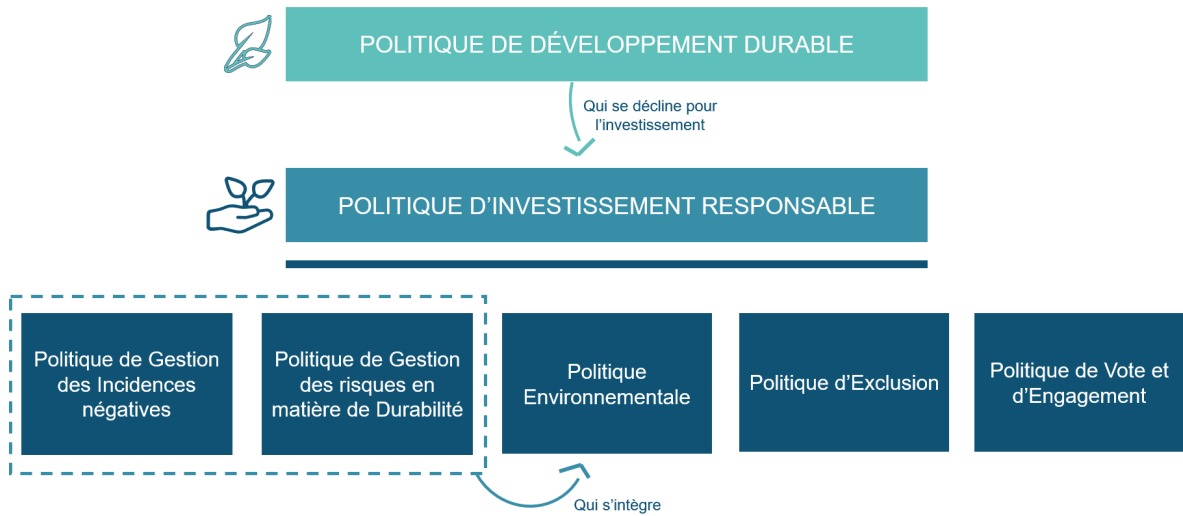 POLITIQUE DE DÉVELOPPEMENT DURABLE
Qui se décline pour
l'investissement
POLITIQUE D'INVESTISSEMENT RESPONSABLE
Politique de Gestion
des Incidences
négatives
Politique de Gestion
des risques en
matière de Durabilité
Politique
Environnementale
Politique d'Exclusion
Politique de Vote et
d'Engagement
Qui s'intègre